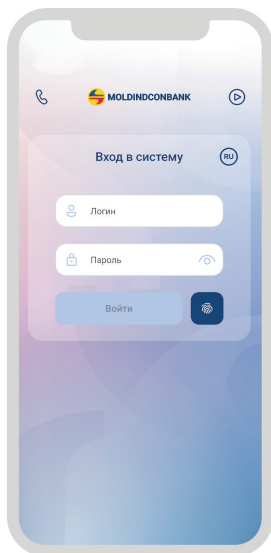 MOLDINDCONBANK
Вход в систему
RU
Логин
Пароль
Войти